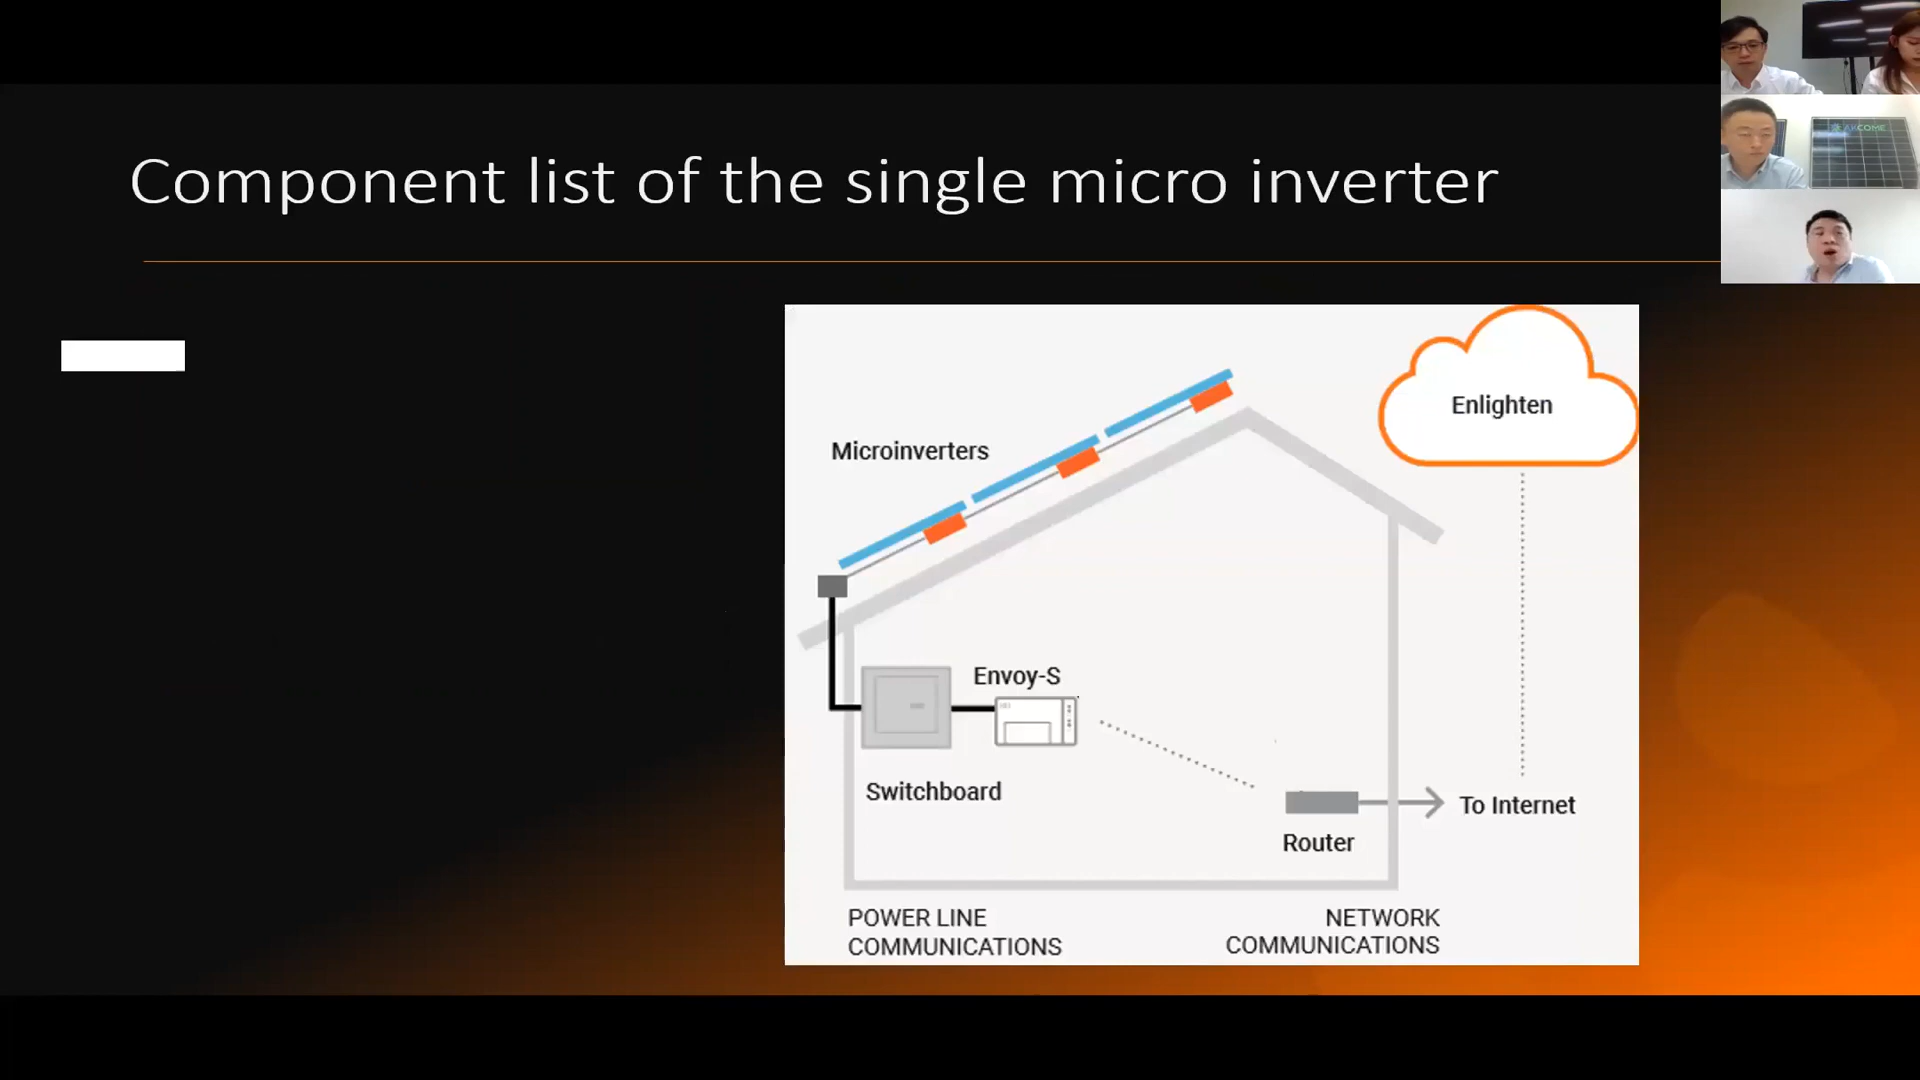 Component list of the single micro inverter
Enlighten
Microinverters
Envoy-S
Switchboard
To Internet
Router
POWER LINE
COMMUNICATIONS
NETWORK
COMMUNICATIONS